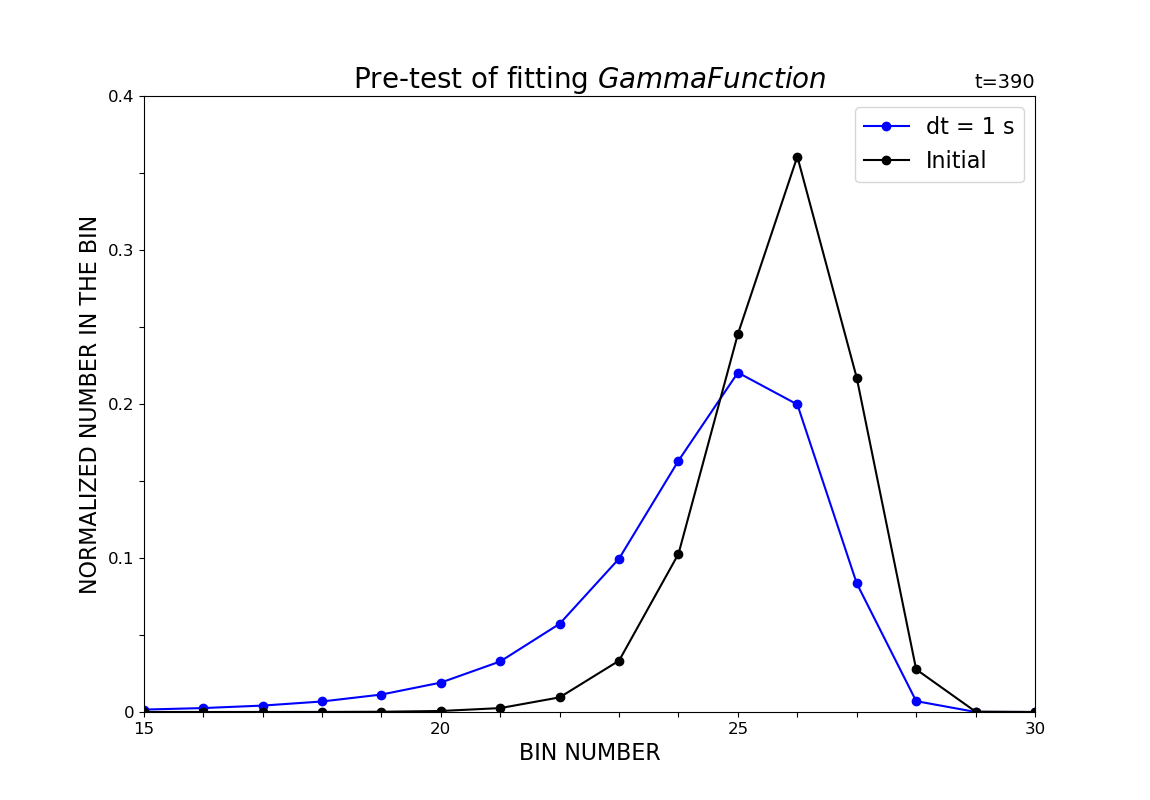 Pre-test of fitting GammaFunction
t=390
dt = 1 s
Initial
NORMALIZED NUMBER IN THE BIN
0.4
0.3
0.2
0.1
0
15
20
25
30
BIN NUMBER